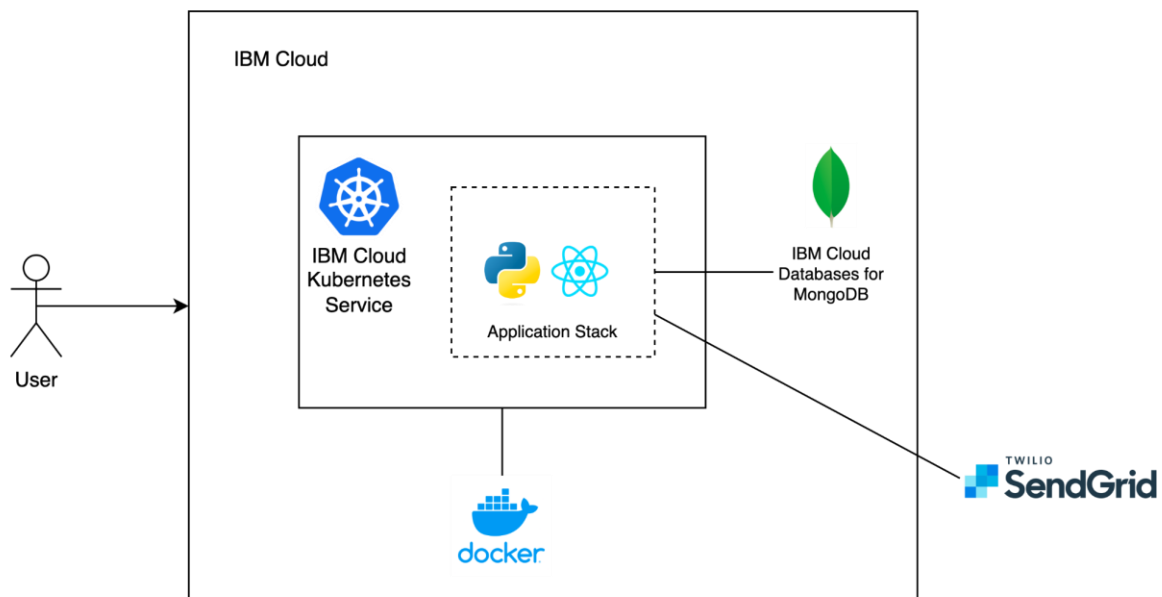 IBM Cloud
IBM Cloud
Kubernetes
Service
Application Stack
IBM Cloud
Databases for
MongoDB
User
docker
TWILIO
SendGrid